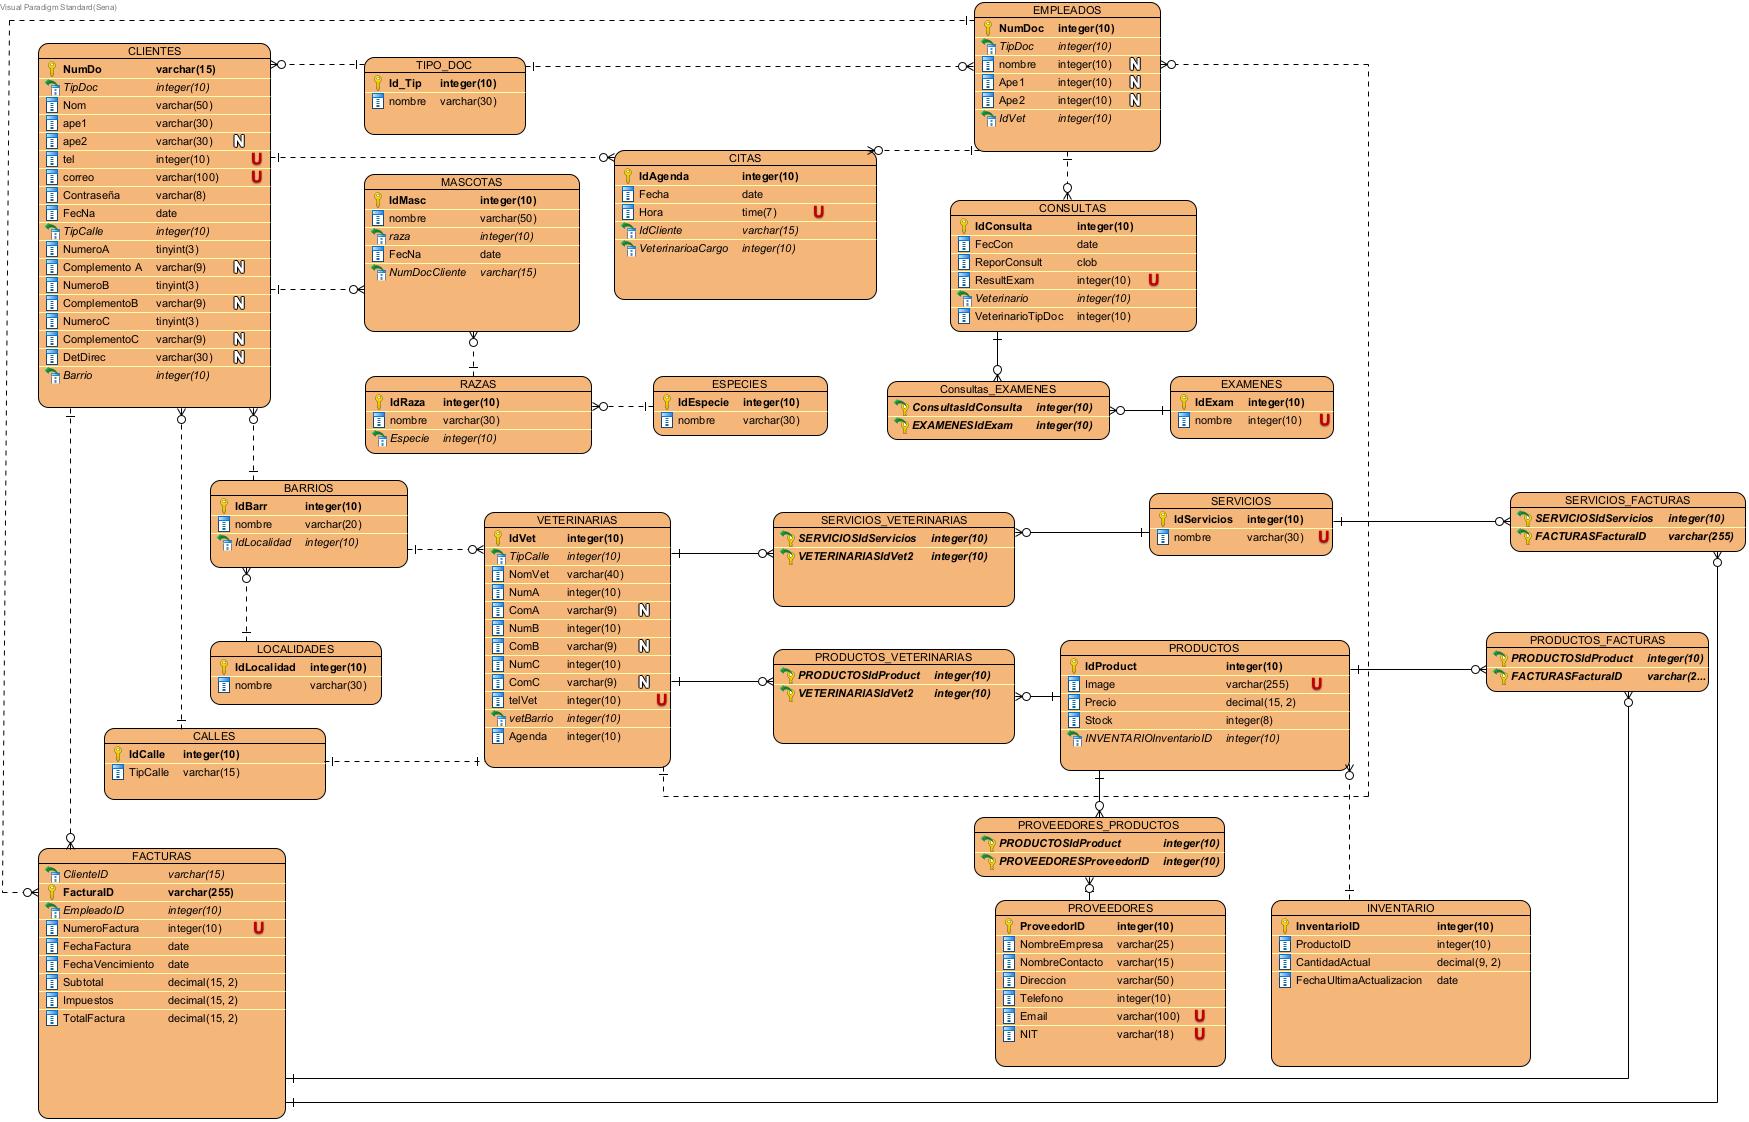 Visual Paradigm Standard(Sena)
EMPLEADOS
NumDoc integer(10)
TipDoc integer(10)
nombre integer(10) N
Ape1 integer(10) N
Ape2 integer(10) N
IdVet integer(10)
CLIENTES
NumDo varchar(15)
TipDoc integer(10)
Nom varchar(50)
ape1 varchar(30)
ape2 varchar(30) N
tel integer(10) U
correo varchar(100) U
Contraseña varchar(8)
FecNa date
TipCalle integer(10)
NumeroA tinyint(3)
Complemento A varchar(9) N
NumeroB tinyint(3)
ComplementoB varchar(9) N
NumeroC tinyint(3)
ComplementoC varchar(9) N
DetDirec varchar(30) N
Barrio integer(10)
TIPO_DOC
Id_Tip integer(10)
nombre varchar(30)
CITAS
IdAgenda integer(10)
Fecha date
Hora time(7) U
IdCliente varchar(15)
VeterinarioaCargo integer(10)
MASCOTAS
IdMasc integer(10)
nombre varchar(50)
raza integer(10)
FecNa date
NumDocCliente varchar(15)
CONSULTAS
IdConsulta integer(10)
FecCon date
ReporConsult clob
ResultExam integer(10) U
Veterinario integer(10)
VeterinarioTipDoc integer(10)
RAZAS
IdRaza integer(10)
nombre varchar(30)
Especie integer(10)
ESPECIES
IdEspecie integer(10)
nombre varchar(30)
Consultas_EXAMENES
ConsultasIdConsulta integer(10)
EXAMENESIdExam integer(10)
EXAMENES
IdExam integer(10)
nombre integer(10) U
BARRIOS
IdBarr integer(10)
nombre varchar(20)
IdLocalidad integer(10)
VETERINARIAS
IdVet integer(10)
TipCalle integer(10)
NomVet varchar(40)
NumA integer(10)
ComA varchar(9) N
NumB integer(10)
ComB varchar(9) N
NumC integer(10)
ComC varchar(9) N
telVet integer(10) U
vetBarrio integer(10)
Agenda integer(10)
SERVICIOS_VETERINARIAS
SERVICIOSIdServicios integer(10)
VETERINARIASIdVet2 integer(10)
SERVICIOS
IdServicios integer(10)
nombre varchar(30) U
SERVICIOS_FACTURAS
SERVICIOSIdServicios integer(10)
FACTURASFacturaID varchar(255)
LOCALIDADES
IdLocalidad integer(10)
nombre varchar(30)
PRODUCTOS_VETERINARIAS
PRODUCTOSIdProduct integer(10)
VETERINARIASIdVet2 integer(10)
PRODUCTOS
IdProduct integer(10)
Image varchar(255) U
Precio decimal(15, 2)
Stock integer(8)
INVENTARIOInventarioID integer(10)
PRODUCTOS_FACTURAS
PRODUCTOSIdProduct integer(10)
FACTURASFacturaID varchar(2...
CALLES
IdCalle integer(10)
TipCalle varchar(15)
PROVEEDORES_PRODUCTOS
PRODUCTOSIdProduct integer(10)
PROVEEDORESProveedorID integer(10)
FACTURAS
ClienteID varchar(15)
FacturaID varchar(255)
EmpleadoID integer(10)
NumeroFactura integer(10) U
FechaFactura date
FechaVencimiento date
Subtotal decimal(15, 2)
Impuestos decimal(15, 2)
TotalFactura decimal(15, 2)
PROVEEDORES
ProveedorID integer(10)
NombreEmpresa varchar(25)
NombreContacto varchar(15)
Direccion varchar(50)
Telefono integer(10)
Email varchar(100) U
NIT varchar(18) U
INVENTARIO
InventarioID integer(10)
ProductoID integer(10)
CantidadActual decimal(9, 2)
FechaUltimaActualizacion date